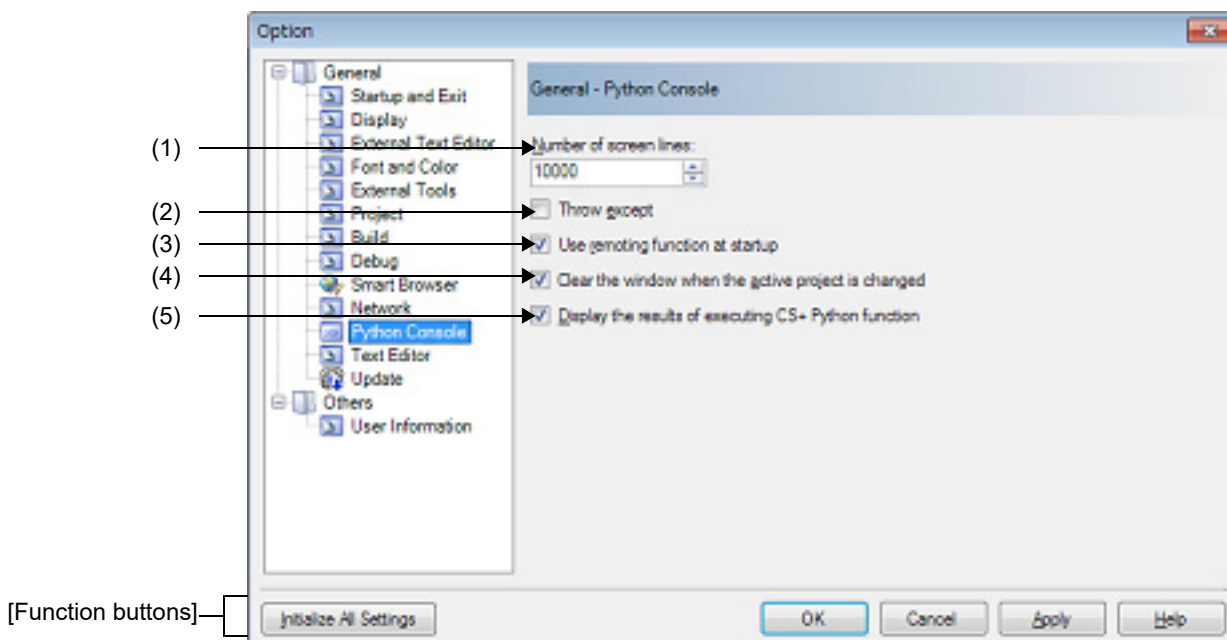 Option
General
Startup and Exit
Display
External Text Editor
Font and Color
External Tools
Project
Build
Debug
Smart Browser
Network
Python Console
Text Editor
Update
Others
User Information
General - Python Console
(1)
Number of screen lines:
10000
(2)
Throw except
(3)
Use remoting function at startup
(4)
Clear the window when the active project is changed
(5)
Display the results of executing CS+ Python function
[Function buttons]
Initialize All Settings
OK
Cancel
Apply
Help